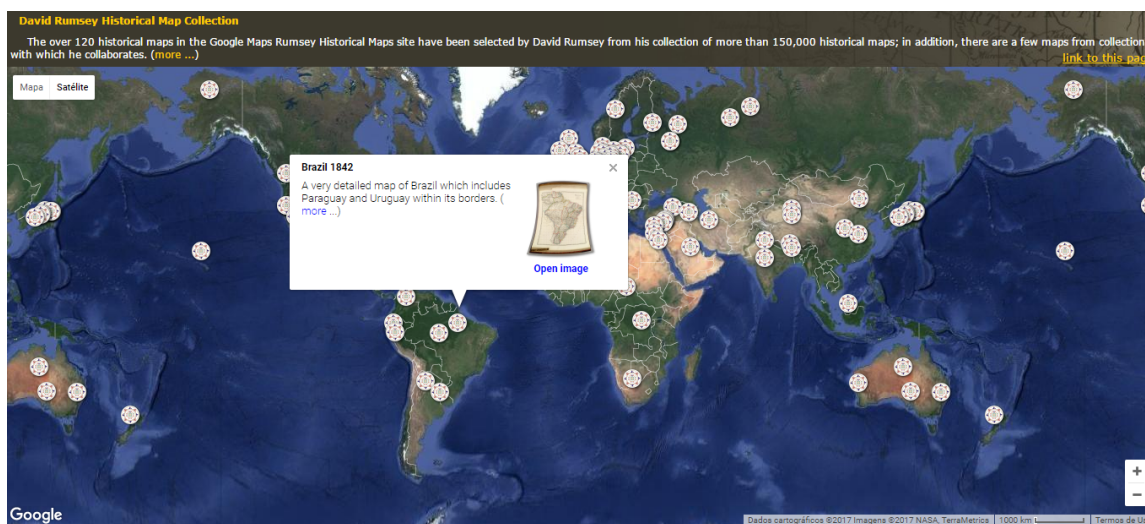 David Rumsey Historical Map Collection
The over 120 historical maps in the Google Maps Rumsey Historical Maps site have been selected by David Rumsey from his collection of more than 150,000 historical maps; in addition, there are a few maps from collection
with which he collaborates. (more ...)
link to this pag
Mapa Satélite
Brazil 1842
A very detailed map of Brazil which includes
Paraguay and Uruguay within its borders. (
more ...)
Open image
Google
Dados cartográficos ©2017 Imagens ©2017 NASA, TerraMetrics 1000 km Termos de U